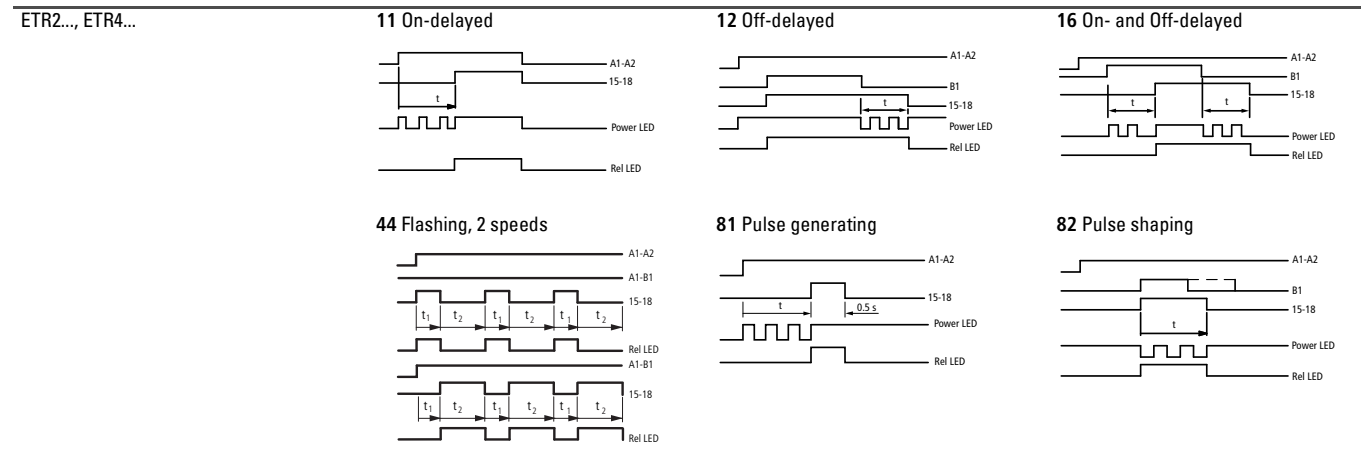 ETR2..., ETR4...
11 On-delayed
A1-A2
15-18
t
Power LED
Rel LED
12 Off-delayed
A1-A2
B1
15-18
t
Power LED
Rel LED
16 On- and Off-delayed
A1-A2
B1
15-18
t t
Power LED
Rel LED
44 Flashing, 2 speeds
A1-A2
A1-B1
15-18
t1 t2 t1 t2 t1 t2
Rel LED
A1-B1
15-18
t1 t2 t1 t2 t1 t2
Rel LED
81 Pulse generating
A1-A2
15-18
t 0.5 s
Power LED
Rel LED
82 Pulse shaping
A1-A2
B1
15-18
t
Power LED
Rel LED